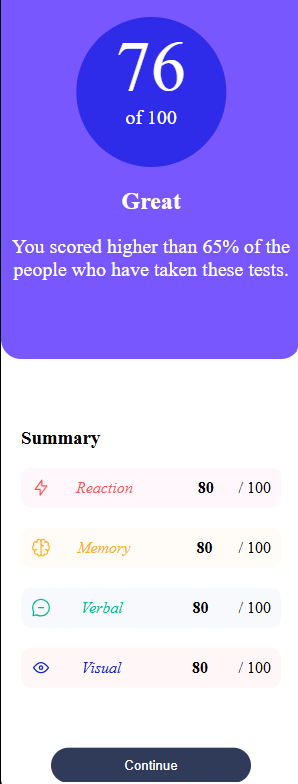 76
of 100
Great
You scored higher than 65% of the
people who have taken these tests.
Summary
Reaction 80 / 100
Memory 80 / 100
Verbal 80 / 100
Visual 80 / 100
Continue